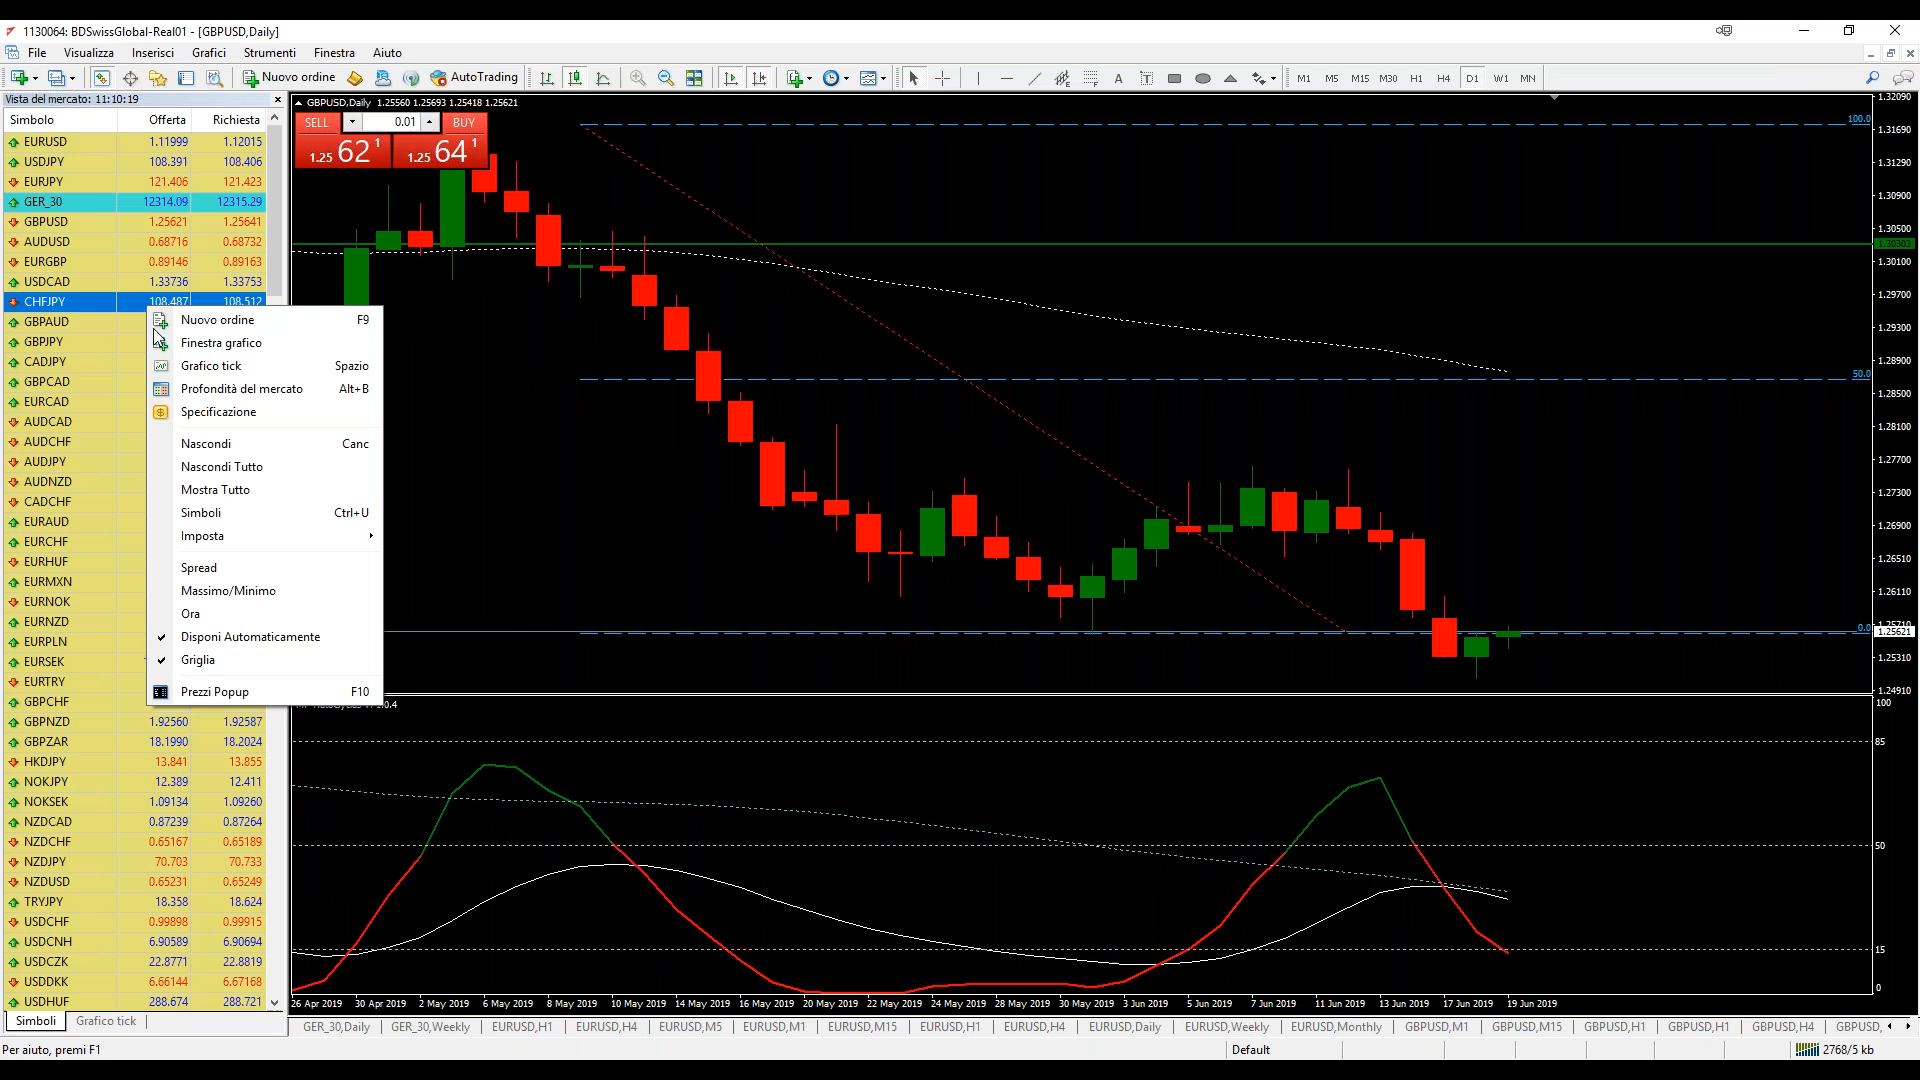 1130064: BDSwissGlobal-Real01 - [GBPUSD,Daily]
File Visualizza Inserisci Grafici Strumenti Finestra Aiuto
Nuovo ordine AutoTrading A T M1 M5 M15 M30 H1 H4 D1 W1 MN
Vista del mercato: 11:10:19
Simbolo Offerta Richiesta
EURUSD 1.11999 1.12015
USDJPY 108.391 108.406
EURJPY 121.406 121.423
GER_30 12314.09 12315.29
GBPUSD 1.25621 1.25641
AUDUSD 0.68716 0.68732
EURGBP 0.89146 0.89163
USDCAD 1.33736 1.33753
CHFJPY 108.487 108.512
GBPAUD
GBPJPY
CADJPY
GBPCAD
EURCAD
AUDCAD
AUDCHF
AUDJPY
AUDNZD
CADCHF
EURAUD
EURCHF
EURHUF
EURMXN
EURNOK
EURNZD
EURPLN
EURSEK
EURTRY
GBPCHF
GBPNZD 1.92560 1.92587
GBPZAR 18.1990 18.2024
HKDJPY 13.841 13.855
NOKJPY 12.389 12.411
NOKSEK 1.09134 1.09260
NZDCAD 0.87239 0.87264
NZDCHF 0.65167 0.65189
NZDJPY 70.703 70.733
NZDUSD 0.65231 0.65249
TRYJPY 18.358 18.624
USDCHF 0.99898 0.99915
USDCNH 6.90589 6.90694
USDCZK 22.8771 22.8819
USDDKK 6.66144 6.67168
USDHUF 288.674 288.721
Simboli Grafico tick
Nuovo ordine F9
Finestra grafico
Grafico tick Spazio
Profondità del mercato Alt+B
Specificazione
Nascondi Canc
Nascondi Tutto
Mostra Tutto
Simboli Ctrl+U
Imposta
Spread
Massimo/Minimo
Ora
Disponi Automaticamente
Griglia
Prezzi Popup F10
GBPUSD,Daily 1.25560 1.25693 1.25418 1.25621
SELL 0.01 BUY
1.25 62 1 1.25 64 1
100.0
50.0
0.0
1.32090
1.31690
1.31290
1.30900
1.30500
1.30303
1.30100
1.29700
1.29300
1.28900
1.28500
1.28100
1.27700
1.27300
1.26900
1.26510
1.26110
1.25710
1.25621
1.25310
1.24910
100
85
50
15
0
26 Apr 2019 30 Apr 2019 2 May 2019 6 May 2019 8 May 2019 10 May 2019 14 May 2019 16 May 2019 20 May 2019 22 May 2019 24 May 2019 28 May 2019 30 May 2019 3 Jun 2019 5 Jun 2019 7 Jun 2019 11 Jun 2019 13 Jun 2019 17 Jun 2019 19 Jun 2019
GER_30,Daily GER_30,Weekly EURUSD,H1 EURUSD,H4 EURUSD,M5 EURUSD,M1 EURUSD,M15 EURUSD,H1 EURUSD,H4 EURUSD,Daily EURUSD,Weekly EURUSD,Monthly GBPUSD,M1 GBPUSD,M15 GBPUSD,H1 GBPUSD,H1 GBPUSD,H4 GBPUSD,
Per aiuto, premi F1 Default 2768/5 kb